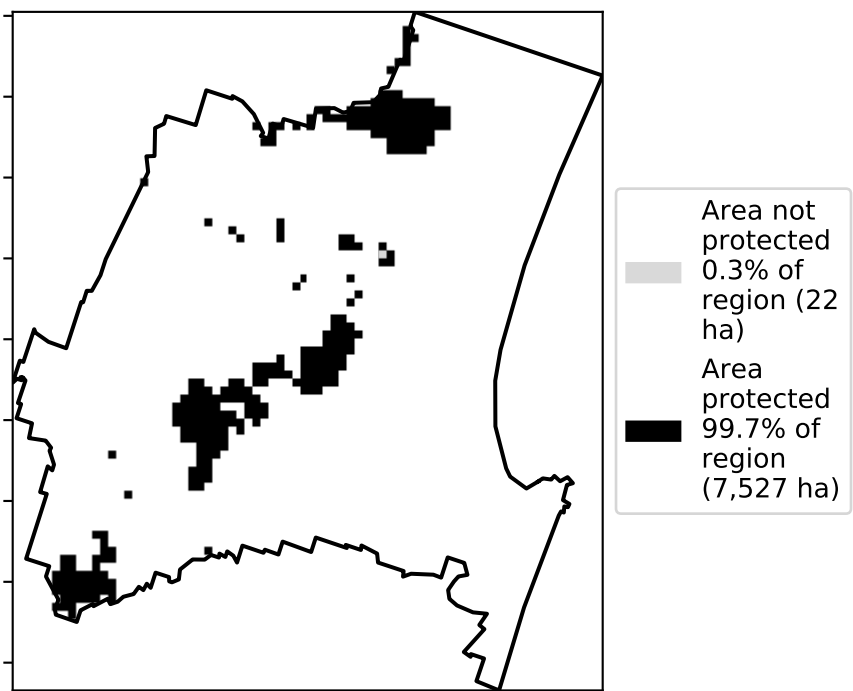 Area not
protected
0.3% of
region (22
ha)
Area
protected
99.7% of
region
(7,527 ha)